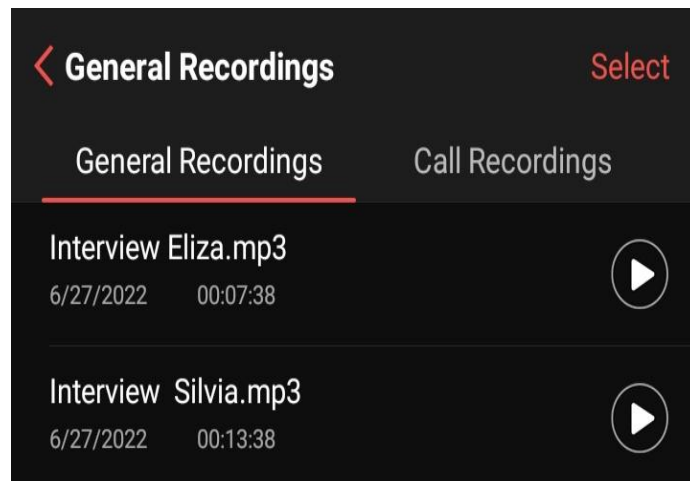 General Recordings Select
General Recordings Call Recordings
Interview Eliza.mp3
6/27/2022 00:07:38
Interview Silvia.mp3
6/27/2022 00:13:38